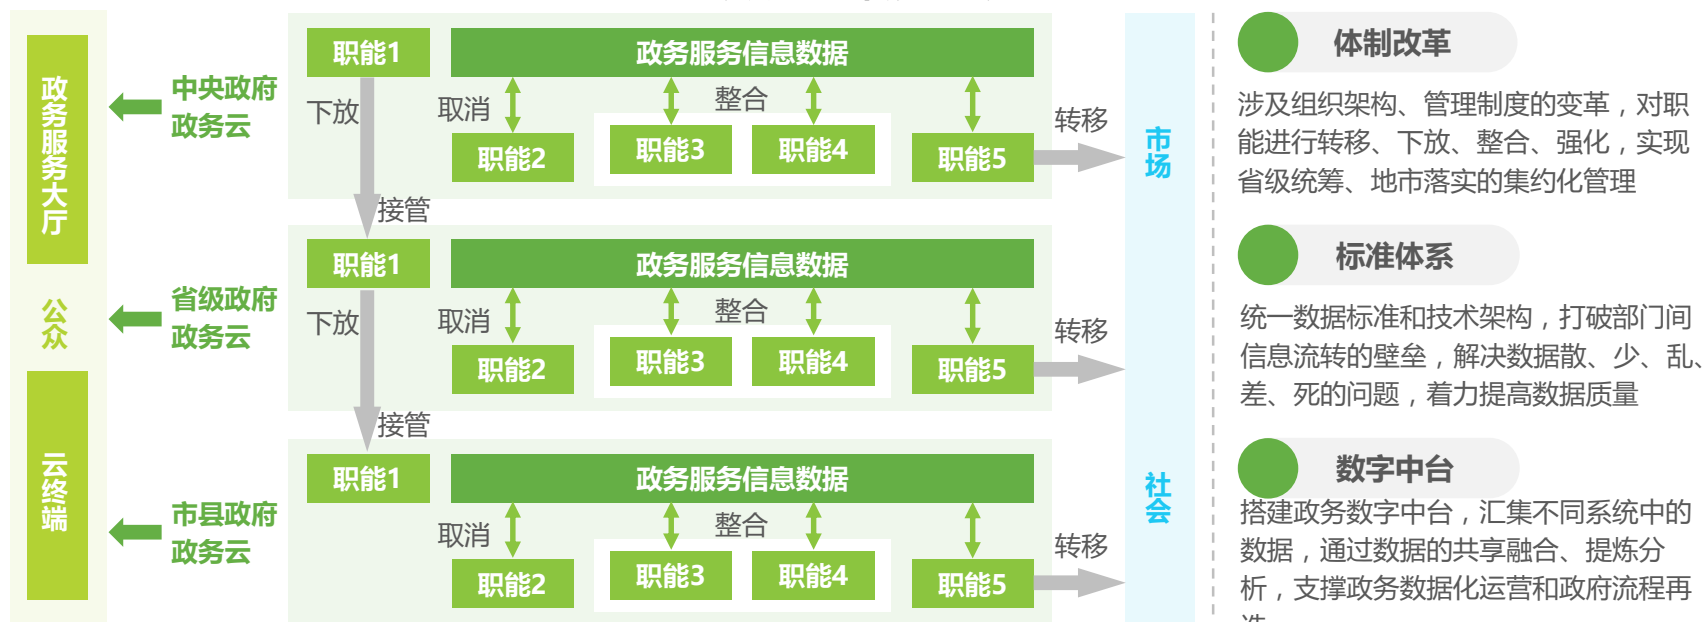 政务服务大厅
公众
云终端
中央政府
政务云
省级政府
政务云
市县政府
政务云
职能1
政务服务信息数据
下放
取消
整合
转移
职能2
职能3
职能4
职能5
接管
职能1
政务服务信息数据
下放
取消
整合
转移
职能2
职能3
职能4
职能5
接管
职能1
政务服务信息数据
取消
整合
转移
职能2
职能3
职能4
职能5
市场
社会
体制改革
涉及组织架构、管理制度的变革，对职
能进行转移、下放、整合、强化，实现
省级统筹、地市落实的集约化管理
标准体系
统一数据标准和技术架构，打破部门间
信息流转的壁垒，解决数据散、少、乱、
差、死的问题，着力提高数据质量
数字中台
搭建政务数字中台，汇集不同系统中的
数据，通过数据的共享融合、提炼分
析，支撑政务数据化运营和政府流程再